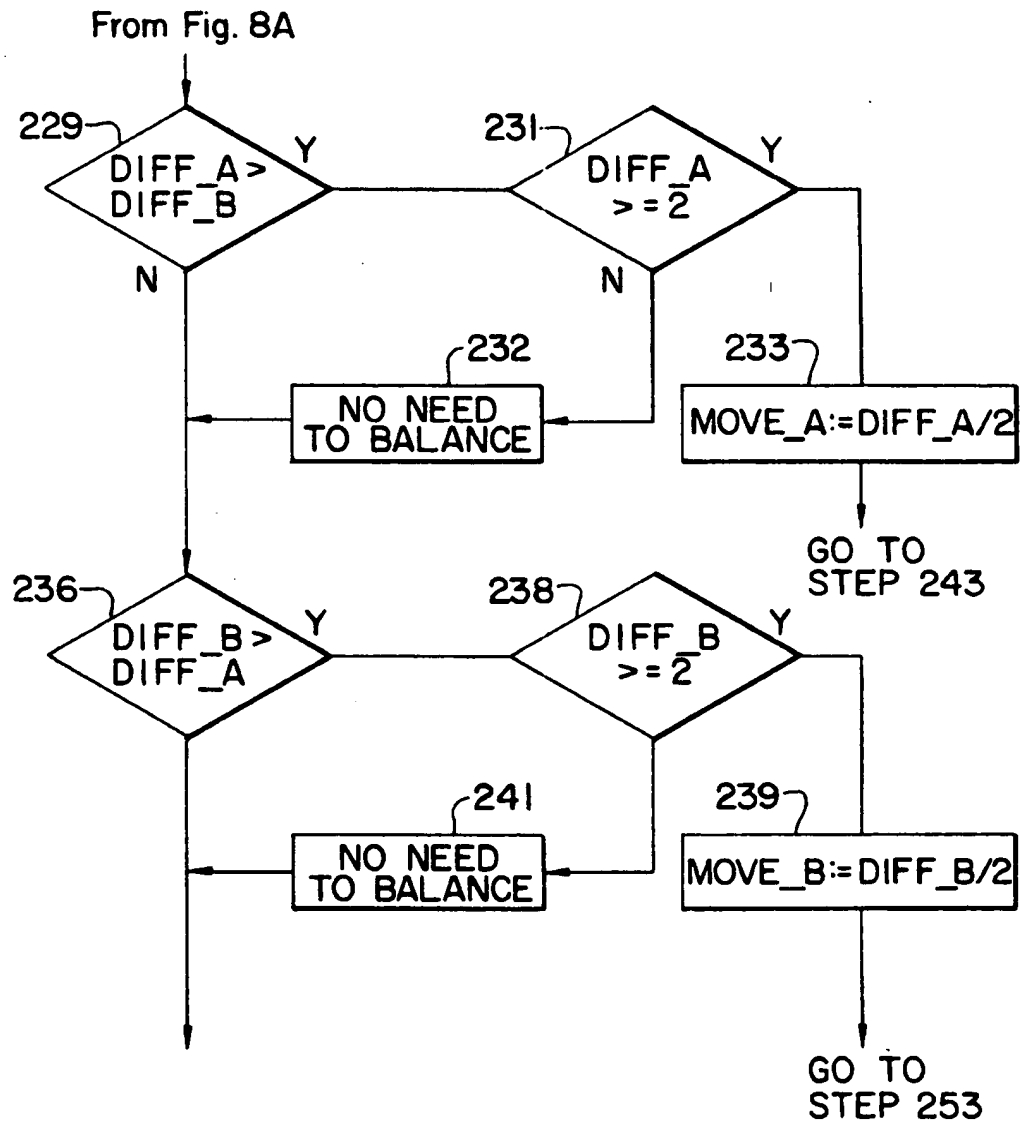 From Fig. 8A
229
DIFF_A >
DIFF_B
Y
N
231
DIFF_A
>=2
Y
N
232
NO NEED
TO BALANCE
233
MOVE_A:=DIFF_A/2
GO TO
STEP 243
236
DIFF_B >
DIFF_A
Y
238
DIFF_B
>=2
Y
241
NO NEED
TO BALANCE
239
MOVE_B:=DIFF_B/2
GO TO
STEP 253